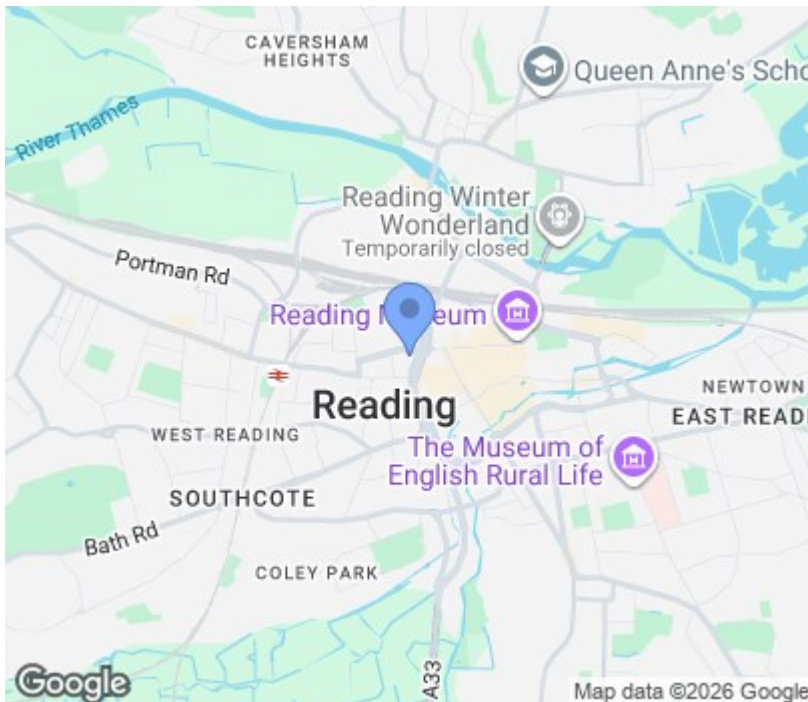 CAVERSHAM
HEIGHTS
Queen Anne's Scho
River Thames
Reading Winter
Wonderland
Temporarily closed
Portman Rd
Reading M
eum
Reading
NEWTOWN
EAST READI
WEST READING
The Museum of
English Rural Life
SOUTHCOTE
Bath Rd
COLEY PARK
A33
Google
Map data ©2026 Google